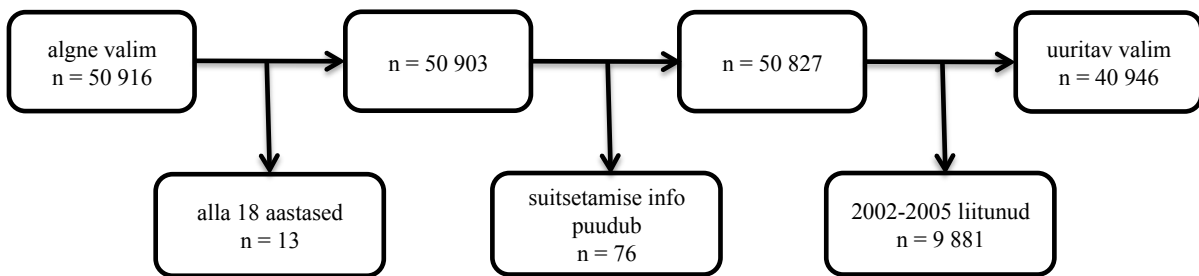 algne valim
n = 50 916
n = 50 903
n = 50 827
uuritav valim
n = 40 946
alla 18 aastased
n = 13
suitsetamise info
puudub
n = 76
2002-2005 liitunud
n = 9 881